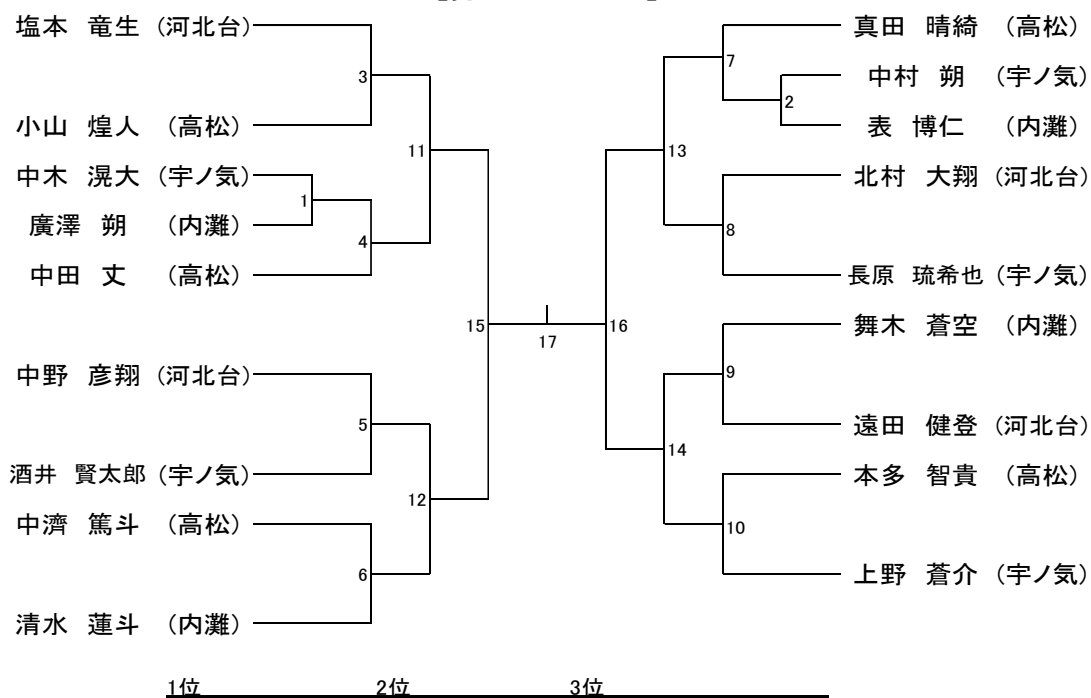 塩本 竜生 (河北台)
3
小山 煌人 (高松)
11
中木 滉大 (宇ノ気)
1
廣澤 朔 (内灘)
4
中田 丈 (高松)
15
中野 彦翔 (河北台)
5
酒井 賢太郎 (宇ノ気)
12
中濟 篤斗 (高松)
6
清水 蓮斗 (内灘)
17
真田 晴綺 (高松)
7
中村 朔 (宇ノ気)
2
表 博仁 (内灘)
13
北村 大翔 (河北台)
8
長原 琉希也 (宇ノ気)
16
舞木 蒼空 (内灘)
9
遠田 健登 (河北台)
14
本多 智貴 (高松)
10
上野 蒼介 (宇ノ気)
1位 2位 3位